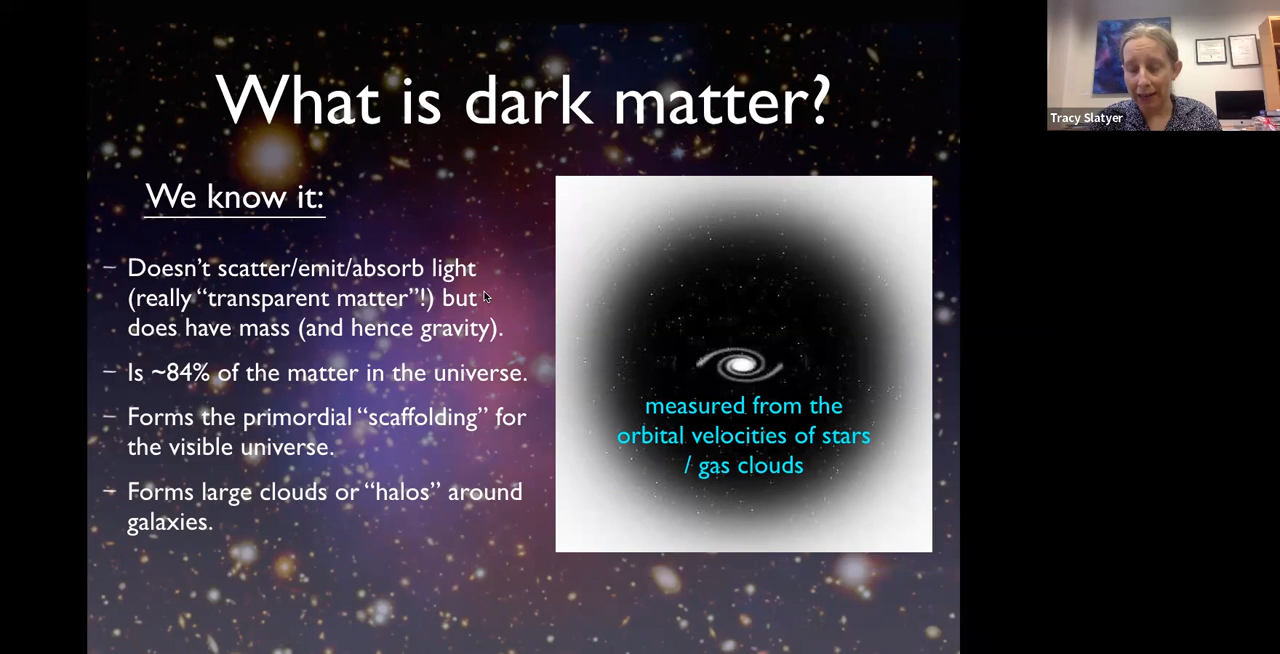 What is dark matter?
We know it:
– Doesn’t scatter/emit/absorb light
(really “transparent matter”!) but
does have mass (and hence gravity).
– Is ~84% of the matter in the universe.
– Forms the primordial “scaffolding” for
the visible universe.
– Forms large clouds or “halos” around
galaxies.
measured from the
orbital velocities of stars
/ gas clouds
Tracy Slatyer